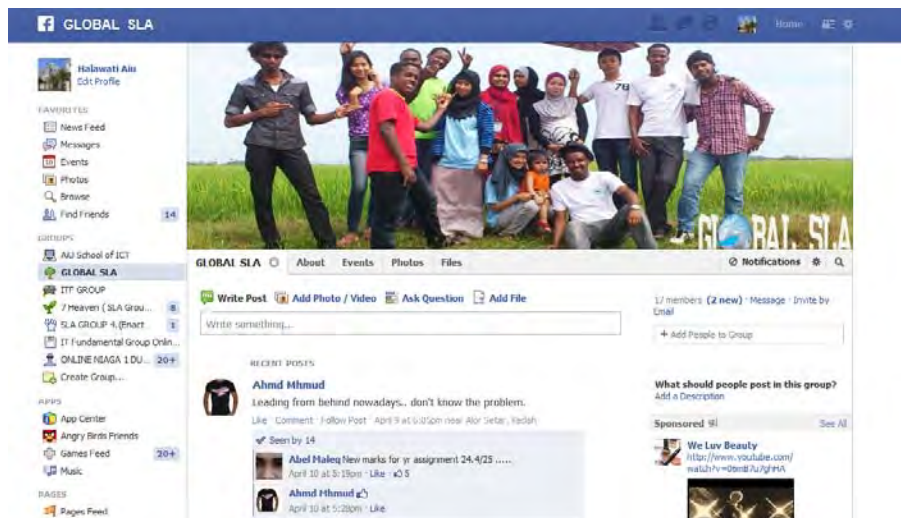 GLOBAL SLA
Home
Halawati Aiu
Edit Profile
FAVORITES
News Feed
Messages
Events
Photos
Browse
Find Friends 14
GROUPS
AIU School of ICT
GLOBAL SLA
ITF GROUP
7 Heaven ( SLA Grou... 8
SLA GROUP 4. (Enact... 1
IT Fundamental Group Onlin...
ONLINE NIAGA 1 DU... 20+
Create Group...
APPS
App Center
Angry Birds Friends
Games Feed 20+
Music
PAGES
Pages Feed
78
GLOBAL SLA
GLOBAL SLA About Events Photos Files Notifications
Write Post Add Photo / Video Ask Question Add File
Write something...
RECENT POSTS
Ahmd Mhmud
Leading from behind nowadays.. don't know the problem.
Like · Comment · Follow Post · April 9 at 6:05pm near Alor Setar, Kedah
Seen by 14
Abel Maleq New marks for yr assignment 24.4/25 .....
April 10 at 5:19pm · Like · 5
Ahmd Mhmud
April 10 at 5:28pm · Like
17 members (2 new) · Message · Invite by
Email
+ Add People to Group
What should people post in this group?
Add a Description
Sponsored See All
We Luv Beauty
http://www.youtube.com/